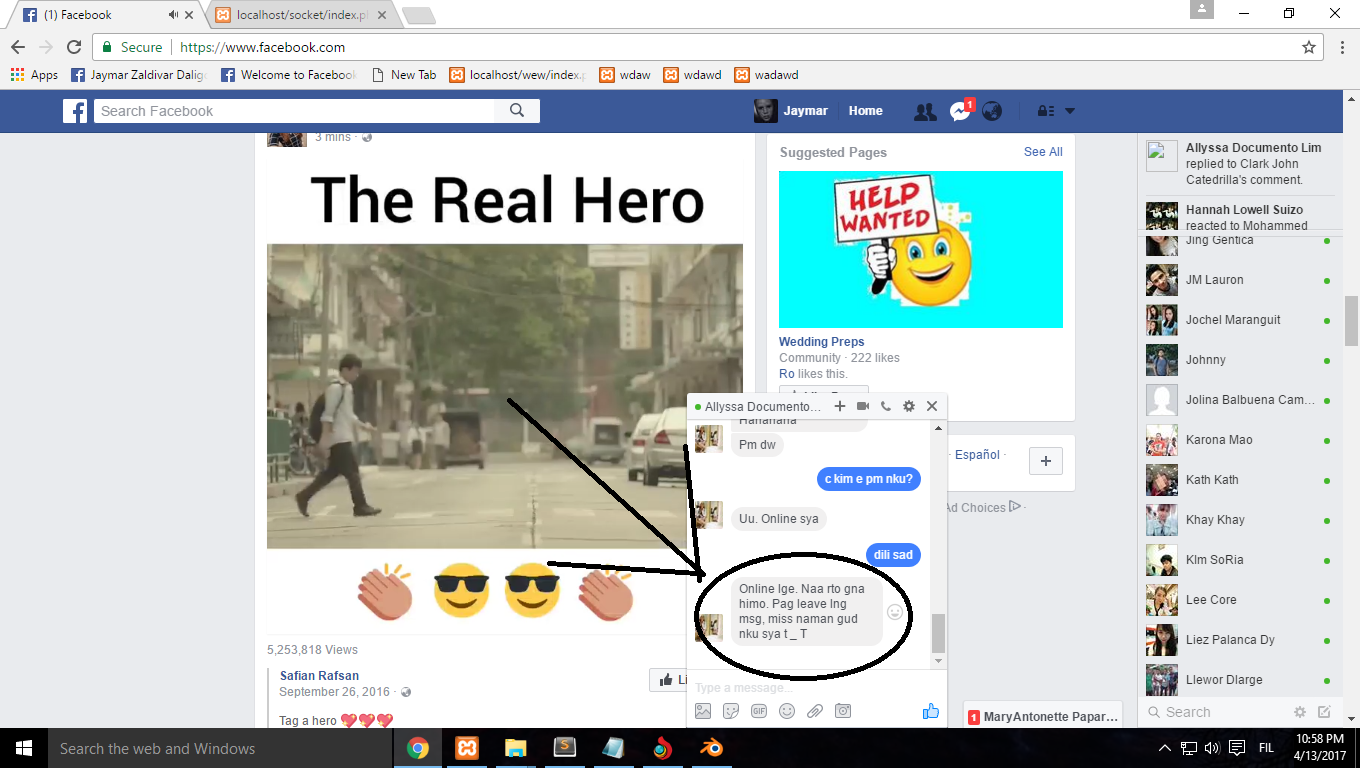 (1) Facebook
localhost/socket/index.p
Secure
https://www.facebook.com
Apps
Jaymar Zaldivar Dalig
Welcome to Facebook
New Tab
localhost/wew/index.p
wdaw
wdawd
wadawd
Search Facebook
Jaymar
Home
1
3 mins ·
The Real Hero
5,253,818 Views
Safian Rafsan
September 26, 2016 ·
Tag a hero
Li
Suggested Pages
See All
HELP
WANTED
Wedding Preps
Community · 222 likes
Ro likes this.
· Español ·
Ad Choices
Allyssa Documento...
Hahahaha
Pm dw
c kim e pm nku?
Uu. Online sya
dili sad
Online lge. Naa rto gna
himo. Pag leave lng
msg, miss naman gud
nku sya t _ T
Type a message...
GIF
1 MaryAntonette Papar...
Allyssa Documento Lim
replied to Clark John
Catedrilla's comment.
Hannah Lowell Suizo
reacted to Mohammed
Jing Gentica
JM Lauron
Jochel Maranguit
Johnny
Jolina Balbuena Cam...
Karona Mao
Kath Kath
Khay Khay
KIm SoRia
Lee Core
Liez Palanca Dy
Llewor Dlarge
Search
Search the web and Windows
FIL
10:58 PM
4/13/2017